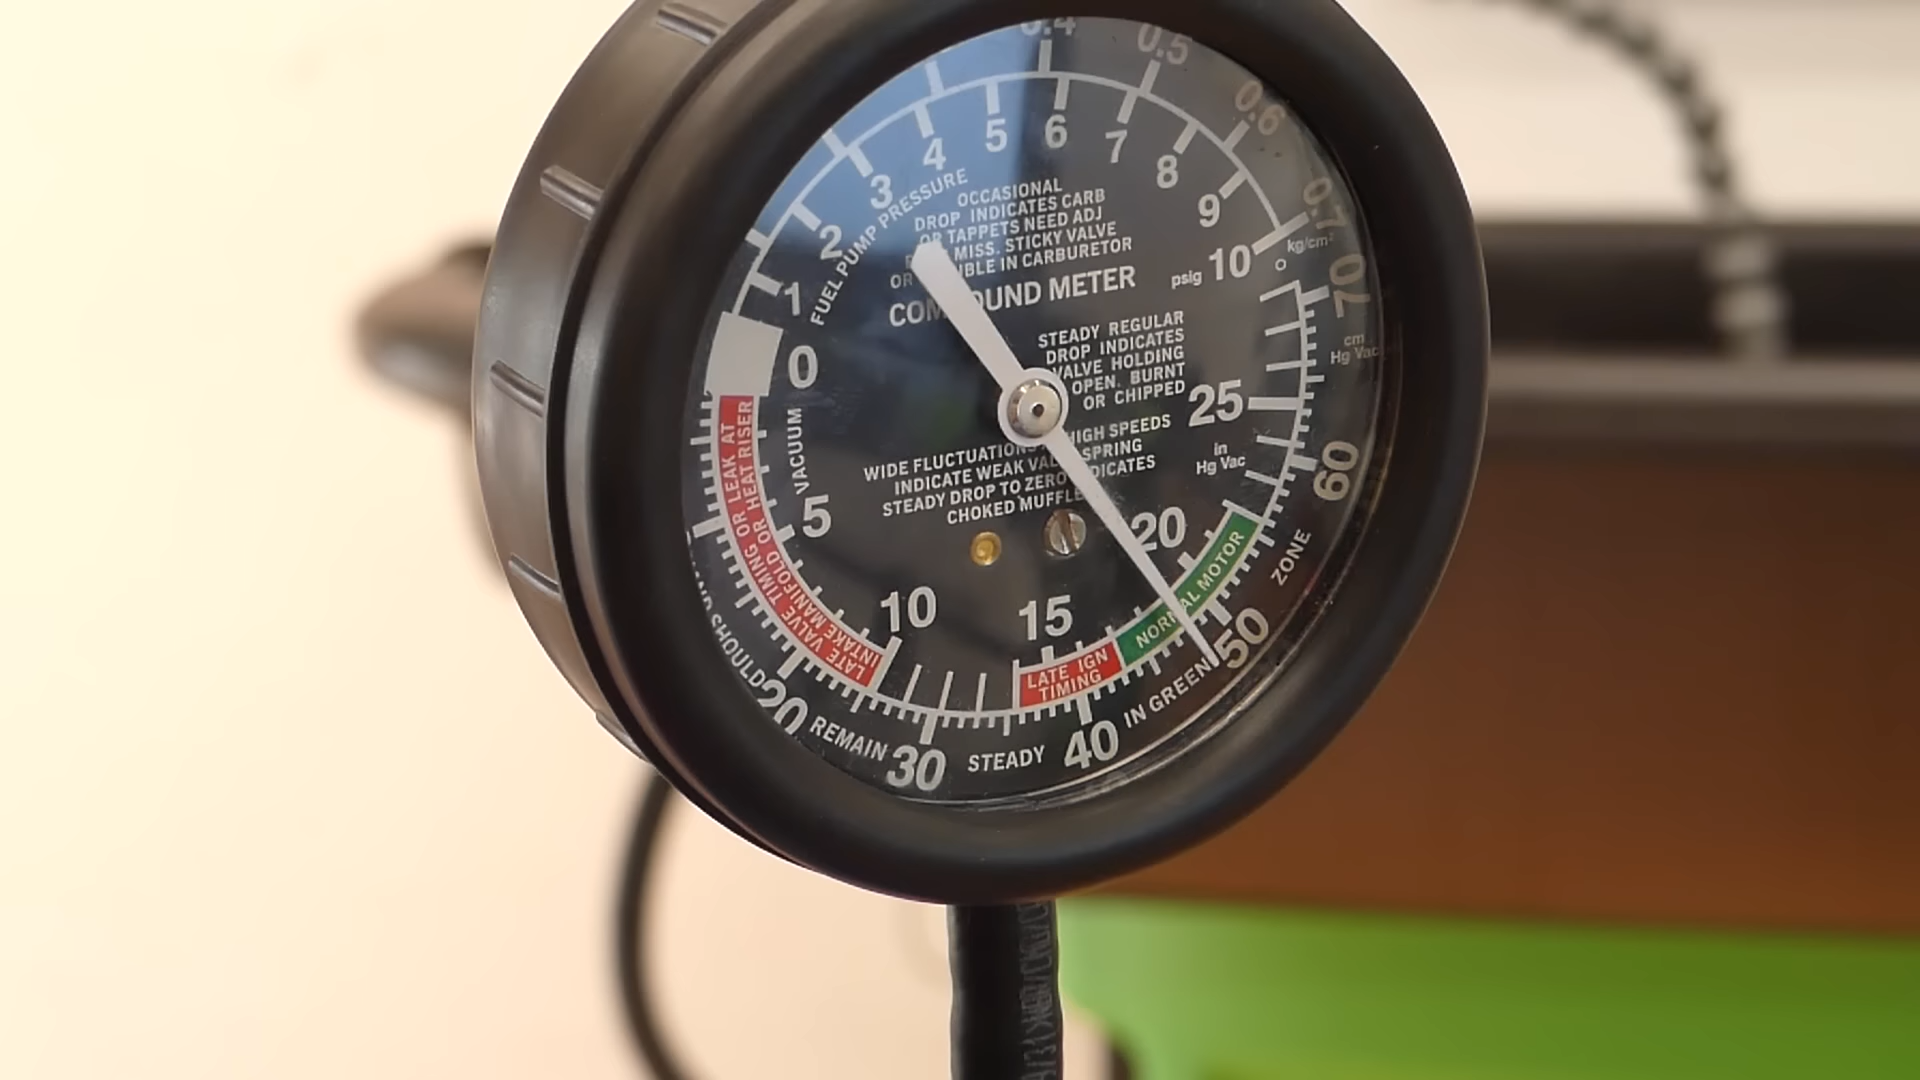 0.4
0.5
0.6
0.7
kg/cm²
0
1
2
3
4
5
6
7
8
9
psig 10
FUEL PUMP PRESSURE
OCCASIONAL
DROP INDICATES CARB
OR TAPPETS NEED ADJ
MISS. STICKY VALVE
OR IN CARBURETOR
COMPOUND METER
STEADY REGULAR
DROP INDICATES
VALVE HOLDING
OPEN. BURNT
OR CHIPPED
WIDE FLUCTUATIONS HIGH SPEEDS
INDICATE WEAK VALVE SPRING
STEADY DROP TO ZERO INDICATES
CHOKED MUFFLER
VACUUM
5
10
15
20
25
in
Hg Vac
LATE VALVE TIMING OR LEAK AT
INTAKE MANIFOLD OR HEAT RISER
LATE IGN
TIMING
NORMAL MOTOR
20
30
40
50
60
70
cm
Hg Vac
HAND SHOULD REMAIN STEADY IN GREEN ZONE